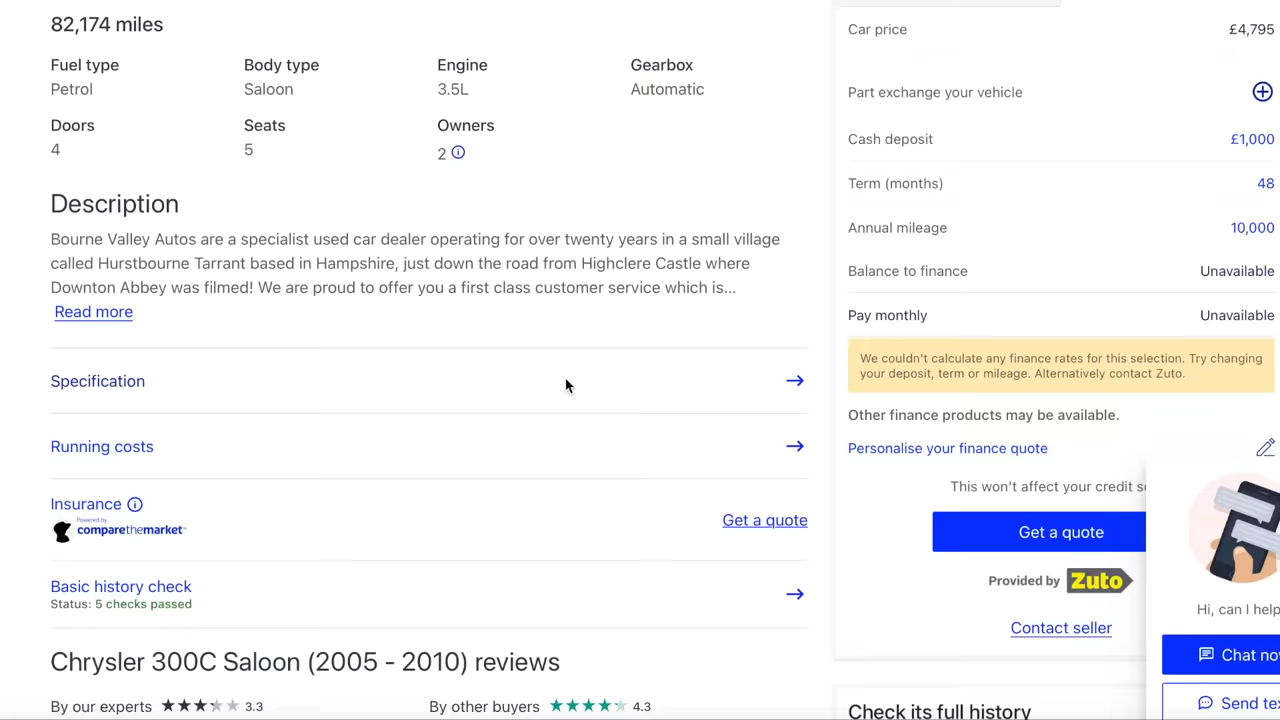 82,174 miles
Fuel type
Petrol
Body type
Saloon
Engine
3.5L
Gearbox
Automatic
Doors
4
Seats
5
Owners
2
Description
Bourne Valley Autos are a specialist used car dealer operating for over twenty years in a small village
called Hurstbourne Tarrant based in Hampshire, just down the road from Highclere Castle where
Downton Abbey was filmed! We are proud to offer you a first class customer service which is...
Read more
Specification
Running costs
Insurance
Powered by
comparethemarket
Get a quote
Basic history check
Status: 5 checks passed
Chrysler 300C Saloon (2005 - 2010) reviews
By our experts 3.3
By other buyers 4.3
Car price £4,795
Part exchange your vehicle
Cash deposit £1,000
Term (months) 48
Annual mileage 10,000
Balance to finance Unavailable
Pay monthly Unavailable
We couldn't calculate any finance rates for this selection. Try changing
your deposit, term or mileage. Alternatively contact Zuto.
Other finance products may be available.
Personalise your finance quote
This won't affect your credit s
Get a quote
Provided by Zuto
Contact seller
Check its full history
Hi, can I help
Chat no
Send te